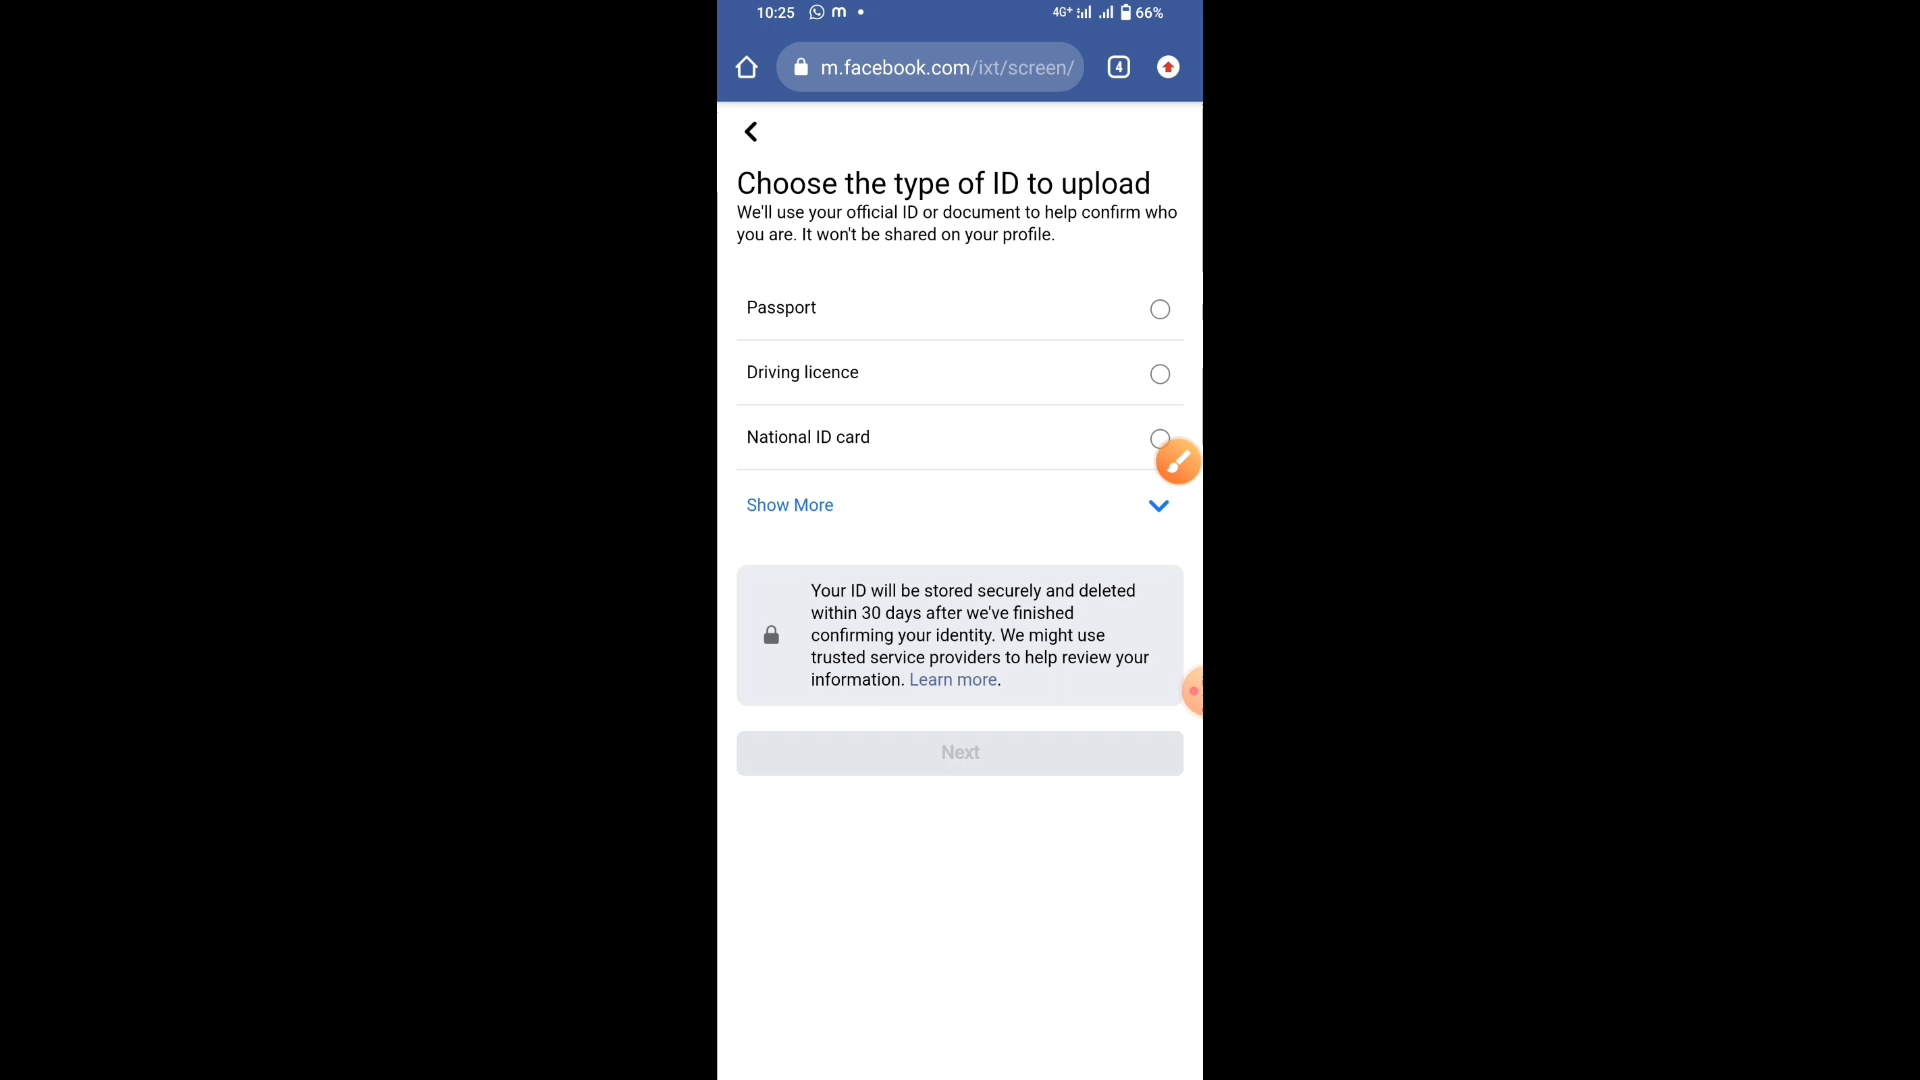 10:25 m 4G+ 66%
m.facebook.com/ixt/screen/ 4
Choose the type of ID to upload
We'll use your official ID or document to help confirm who
you are. It won't be shared on your profile.
Passport
Driving licence
National ID card
Show More
Your ID will be stored securely and deleted
within 30 days after we've finished
confirming your identity. We might use
trusted service providers to help review your
information. Learn more.
Next